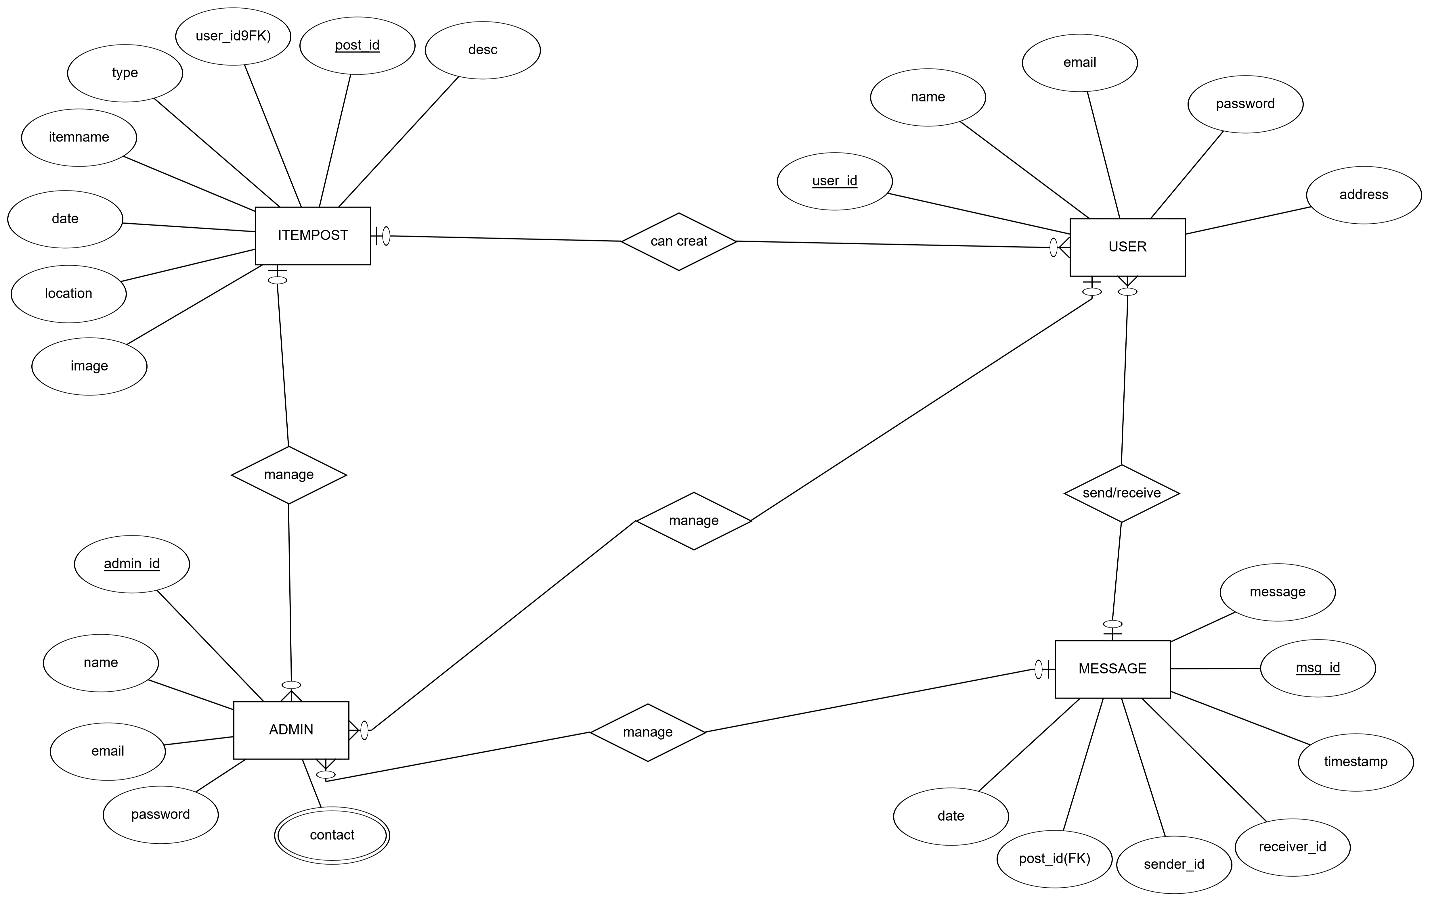 user_id9FK)
post_id
desc
type
itemname
date
location
image
ITEMPOST
can creat
name
email
password
user_id
address
USER
manage
manage
send/receive
admin_id
name
email
password
contact
ADMIN
manage
MESSAGE
message
msg_id
timestamp
date
post_id(FK)
sender_id
receiver_id